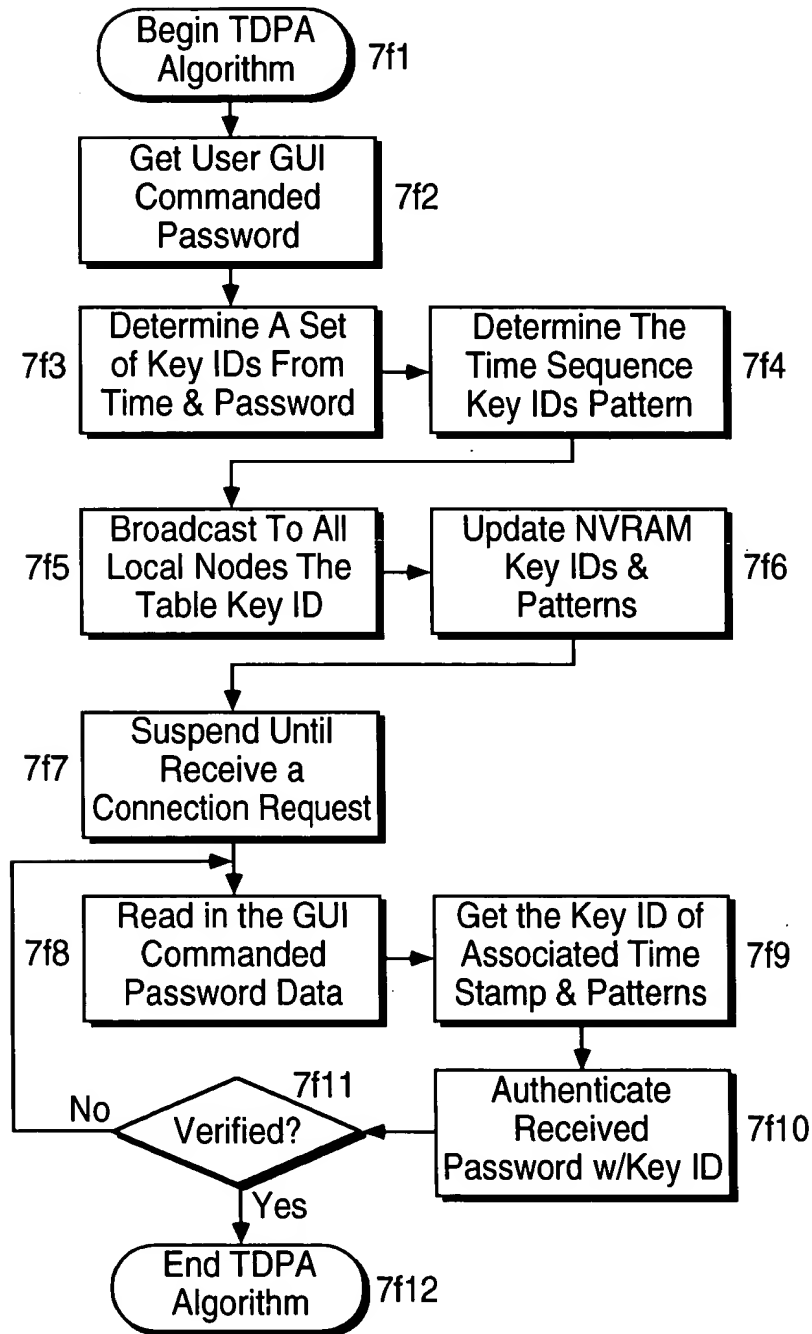 Begin TDPA
Algorithm
7f1
Get User GUI
Commanded
Password
7f2
7f3
Determine A Set
of Key IDs From
Time & Password
Determine The
Time Sequence
Key IDs Pattern
7f4
7f5
Broadcast To All
Local Nodes The
Table Key ID
Update NVRAM
Key IDs &
Patterns
7f6
7f7
Suspend Until
Receive a
Connection Request
7f8
Read in the GUI
Commanded
Password Data
Get the Key ID of
Associated Time
Stamp & Patterns
7f9
Authenticate
Received
Password w/Key ID
7f10
7f11
Verified?
No
Yes
End TDPA
Algorithm
7f12